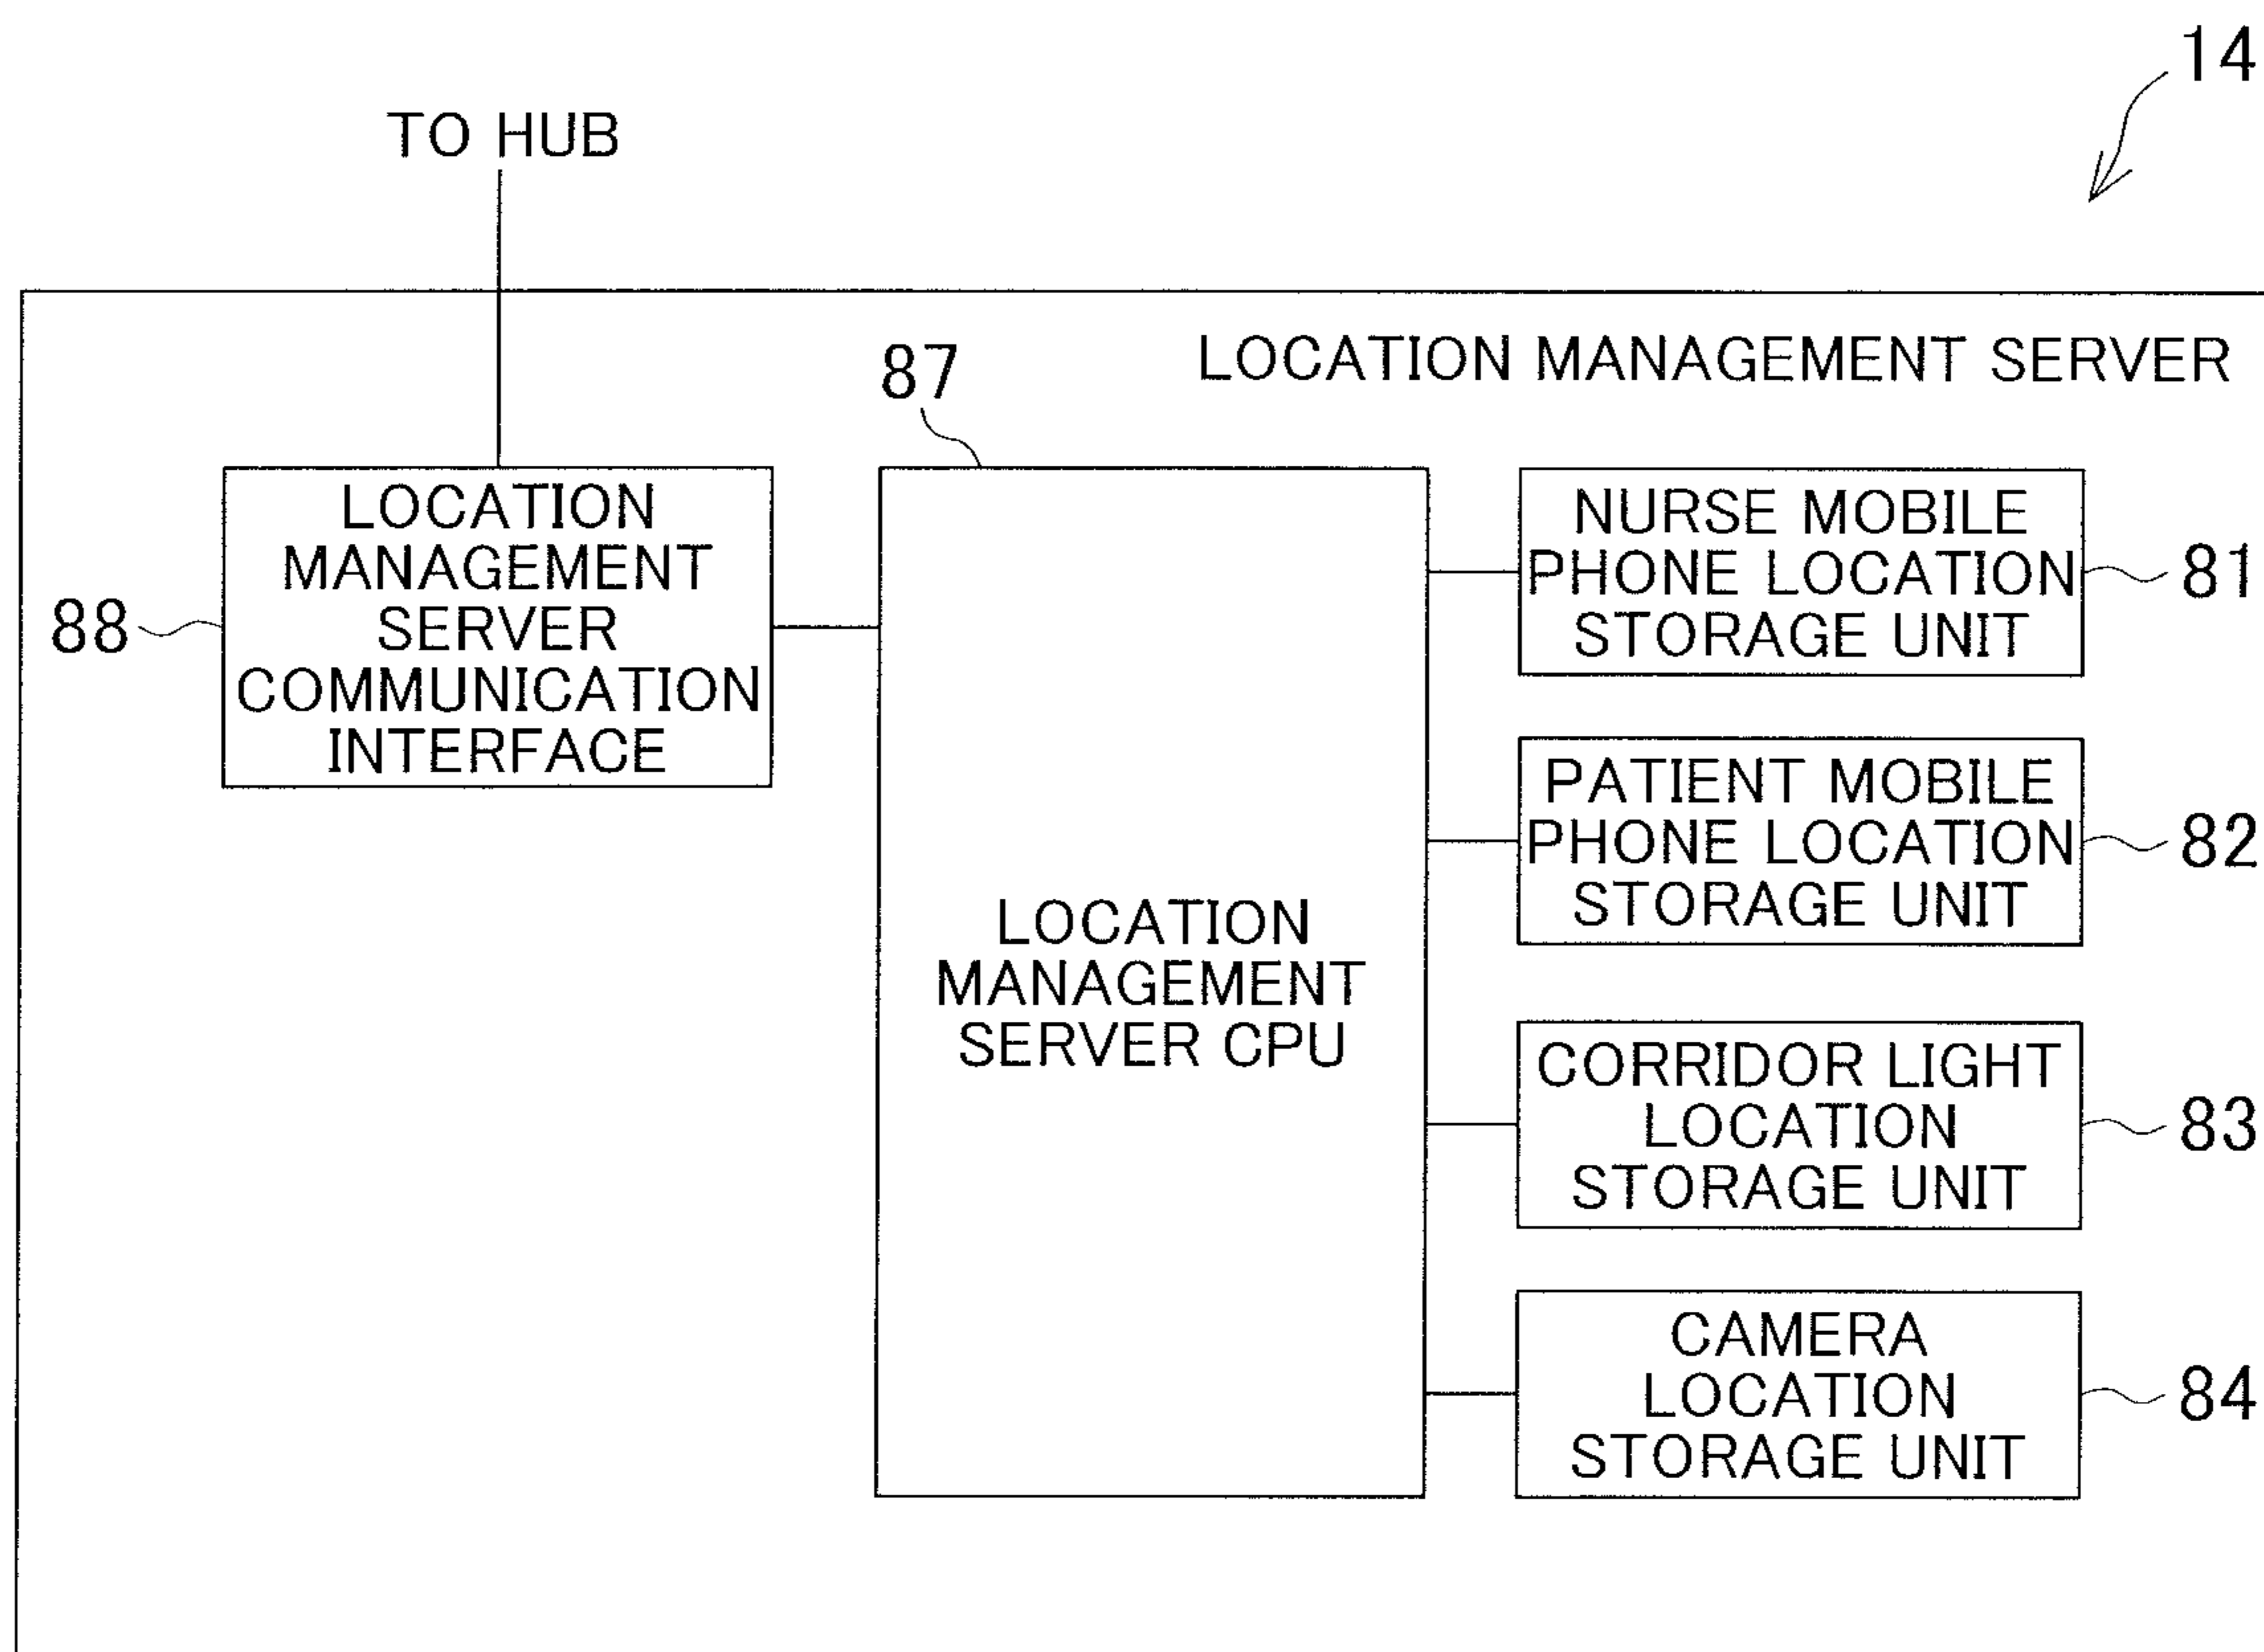 14
TO HUB
LOCATION MANAGEMENT SERVER
87
LOCATION
MANAGEMENT
SERVER
COMMUNICATION
INTERFACE
88
LOCATION
MANAGEMENT
SERVER CPU
NURSE MOBILE
PHONE LOCATION
STORAGE UNIT
81
PATIENT MOBILE
PHONE LOCATION
STORAGE UNIT
82
CORRIDOR LIGHT
LOCATION
STORAGE UNIT
83
CAMERA
LOCATION
STORAGE UNIT
84